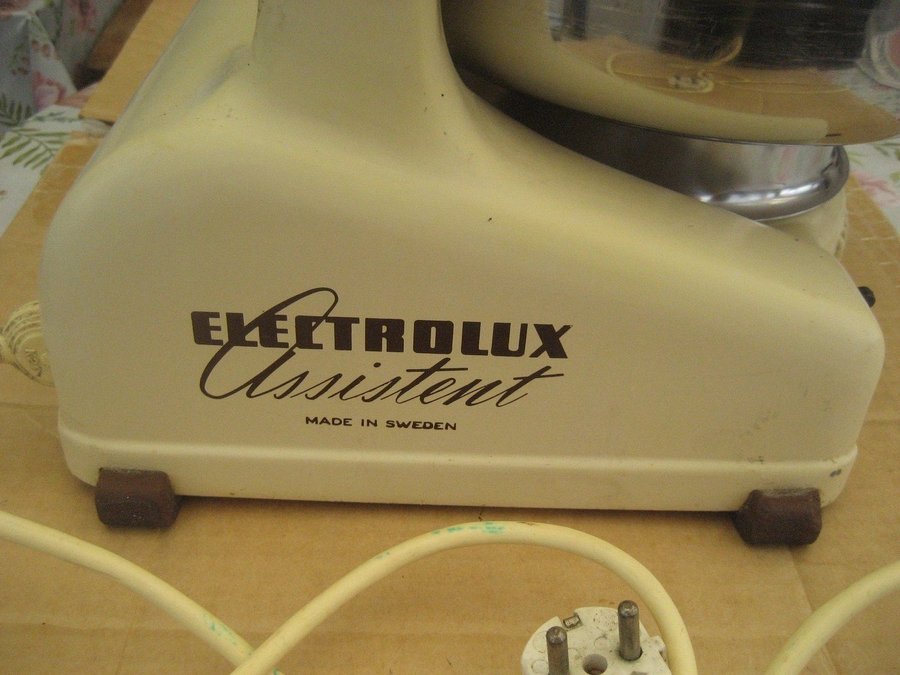 ELECTROLUX
Assistent
MADE IN SWEDEN